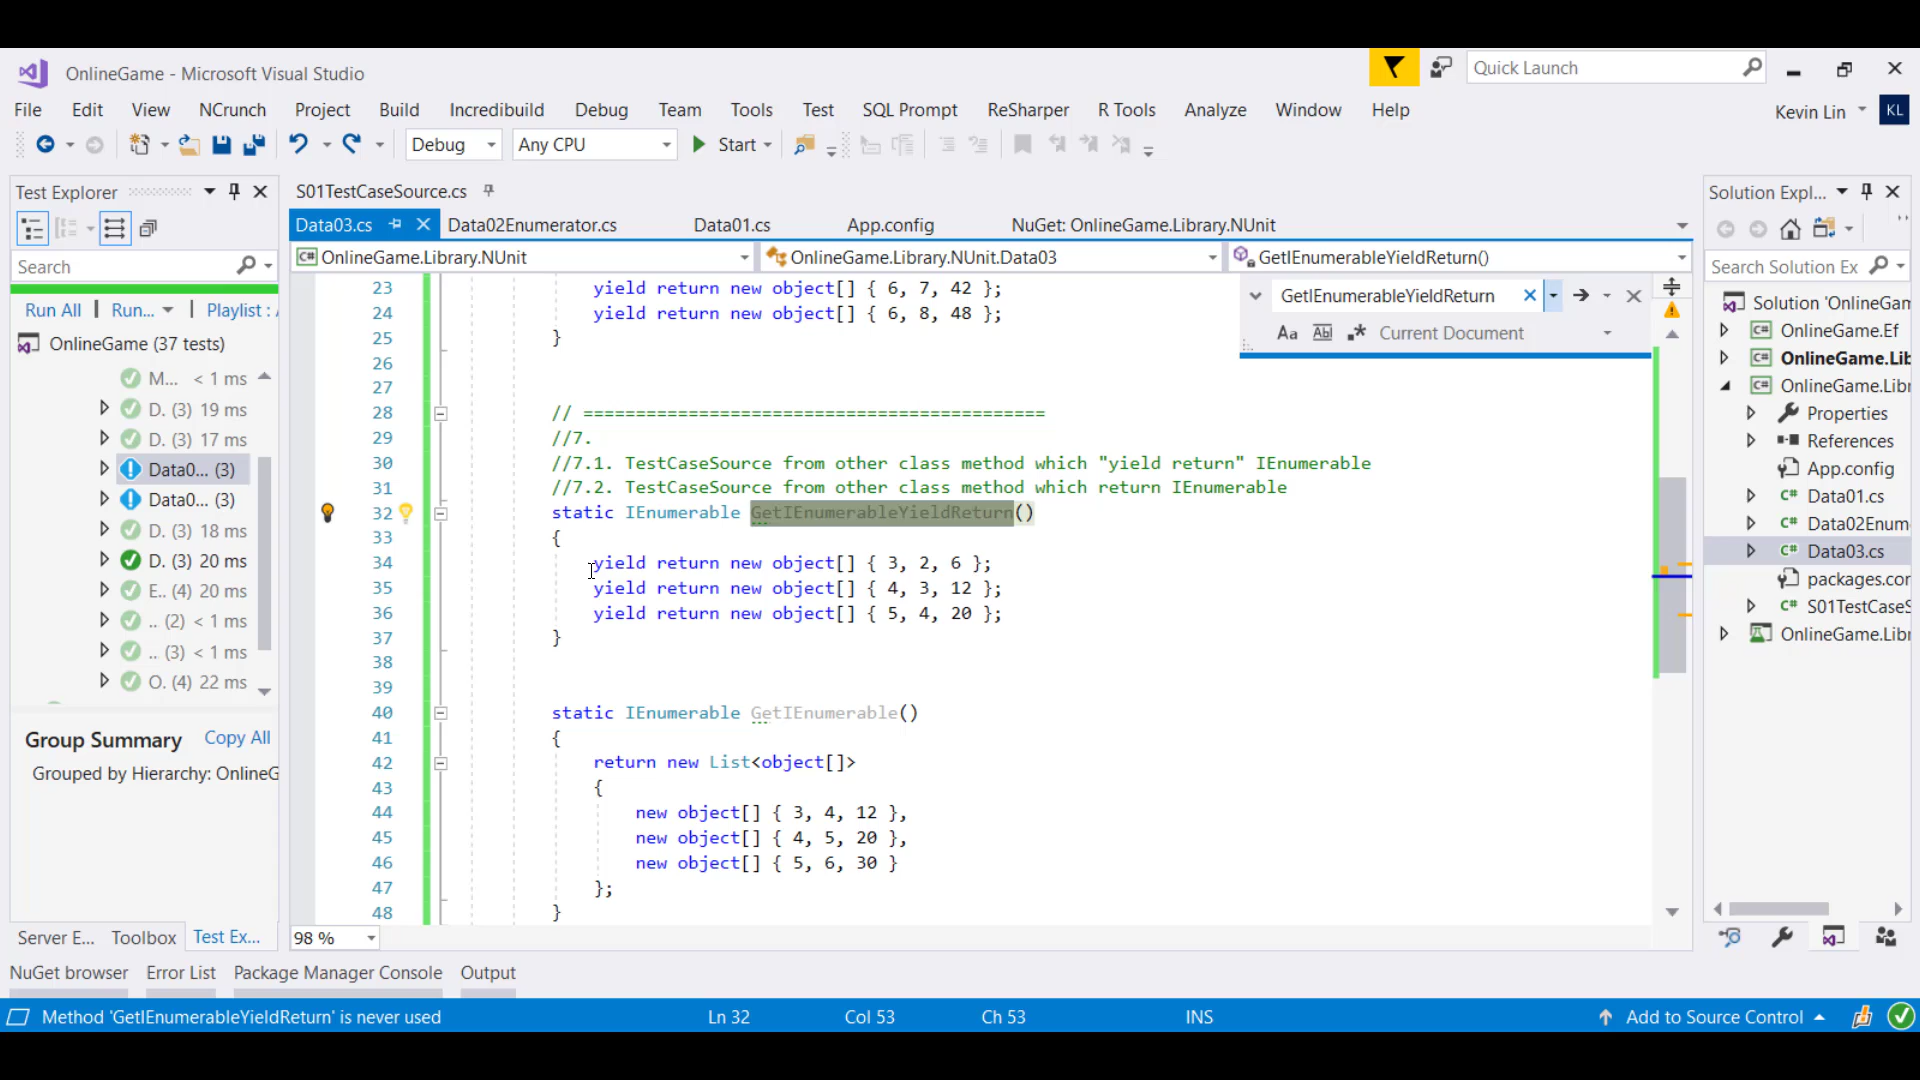 OnlineGame - Microsoft Visual Studio
Quick Launch
File Edit View NCrunch Project Build Incredibuild Debug Team Tools Test SQL Prompt ReSharper R Tools Analyze Window Help
Kevin Lin KL
Debug Any CPU Start
Test Explorer
S01TestCaseSource.cs
Solution Expl...
Data03.cs Data02Enumerator.cs Data01.cs App.config NuGet: OnlineGame.Library.NUnit
Search
OnlineGame.Library.NUnit OnlineGame.Library.NUnit.Data03 GetIEnumerableYieldReturn()
Search Solution Ex
Run All | Run... | Playlist :
OnlineGame (37 tests)
M... < 1 ms
D. (3) 19 ms
D. (3) 17 ms
Data0... (3)
Data0... (3)
D. (3) 18 ms
D. (3) 20 ms
E.. (4) 20 ms
.. (2) < 1 ms
.. (3) < 1 ms
O. (4) 22 ms
Group Summary Copy All
Grouped by Hierarchy: OnlineG
GetIEnumerableYieldReturn
Aa Ab Current Document
23 yield return new object[] { 6, 7, 42 };
24 yield return new object[] { 6, 8, 48 };
25 }
26
27
28 // ============================================
29 //7.
30 //7.1. TestCaseSource from other class method which "yield return" IEnumerable
31 //7.2. TestCaseSource from other class method which return IEnumerable
32 static IEnumerable GetIEnumerableYieldReturn()
33 {
34 yield return new object[] { 3, 2, 6 };
35 yield return new object[] { 4, 3, 12 };
36 yield return new object[] { 5, 4, 20 };
37 }
38
39
40 static IEnumerable GetIEnumerable()
41 {
42 return new List<object[]>
43 {
44 new object[] { 3, 4, 12 },
45 new object[] { 4, 5, 20 },
46 new object[] { 5, 6, 30 }
47 };
48 }
Solution 'OnlineGam
OnlineGame.Ef
OnlineGame.Lib
OnlineGame.Libr
Properties
References
App.config
Data01.cs
Data02Enum
Data03.cs
packages.con
S01TestCaseS
OnlineGame.Libr
Server E... Toolbox Test Ex...
98 %
NuGet browser Error List Package Manager Console Output
Method 'GetIEnumerableYieldReturn' is never used Ln 32 Col 53 Ch 53 INS Add to Source Control